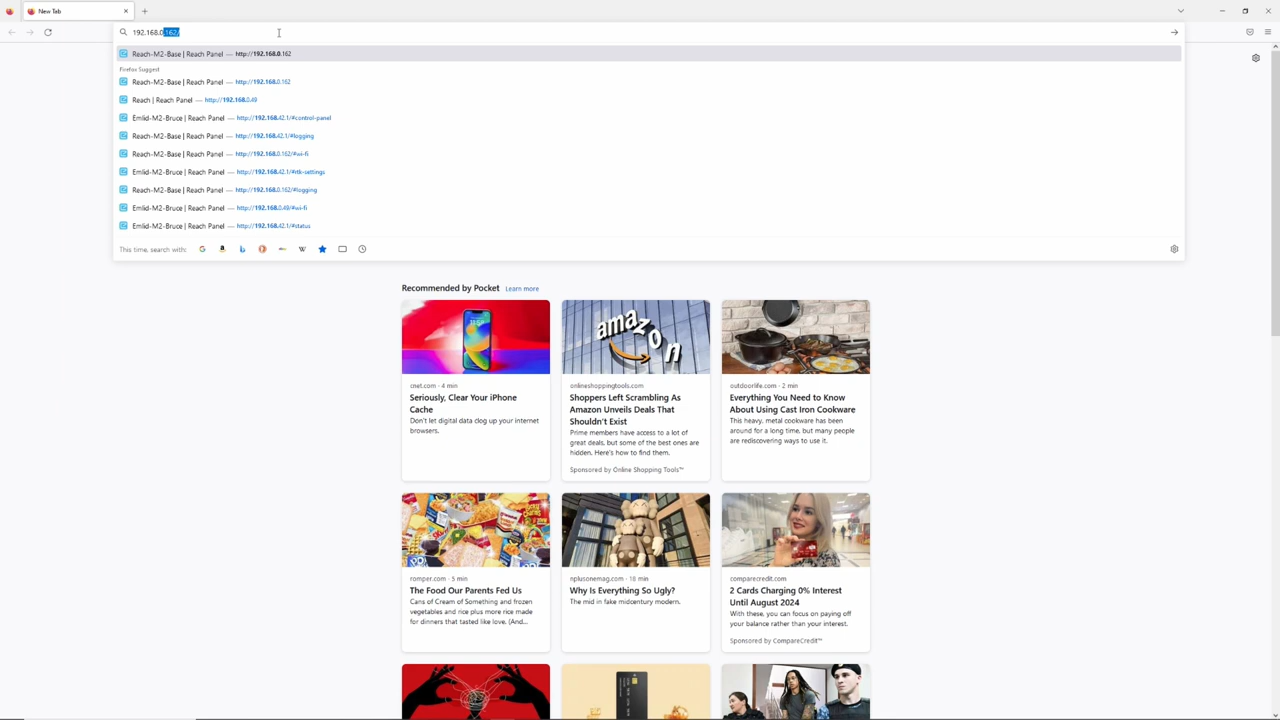 New Tab
192.168.0.162/
Reach-M2-Base | Reach Panel — http://192.168.0.162
Firefox Suggest
Reach-M2-Base | Reach Panel — http://192.168.0.162
Reach | Reach Panel — http://192.168.0.49
Emlid-M2-Bruce | Reach Panel — http://192.168.42.1/#control-panel
Reach-M2-Base | Reach Panel — http://192.168.42.1/#logging
Reach-M2-Base | Reach Panel — http://192.168.0.162/#wi-fi
Emlid-M2-Bruce | Reach Panel — http://192.168.42.1/#rtk-settings
Reach-M2-Base | Reach Panel — http://192.168.0.162/#logging
Emlid-M2-Bruce | Reach Panel — http://192.168.0.49/#wi-fi
Emlid-M2-Bruce | Reach Panel — http://192.168.42.1/#status
This time, search with:
Recommended by Pocket Learn more
amazon
cnet.com · 4 min
Seriously, Clear Your iPhone
Cache
Don't let digital data clog up your internet
browsers.
onlineshoppingtools.com
Shoppers Left Scrambling As
Amazon Unveils Deals That
Shouldn't Exist
Prime members have access to a lot of
great deals, but some of the best ones are
hidden. Here's how to find them.
Sponsored by Online Shopping Tools™
outdoorlife.com · 2 min
Everything You Need to Know
About Using Cast Iron Cookware
This heavy, metal cookware has been
around for a long time, but many people
are rediscovering ways to use it.
romper.com · 5 min
The Food Our Parents Fed Us
Cans of Cream of Something and frozen
vegetables and rice plus more rice made
for dinners that tasted like love. (And...
nplusonemag.com · 18 min
Why Is Everything So Ugly?
The mid in fake midcentury modern.
comparecredit.com
2 Cards Charging 0% Interest
Until August 2024
With these, you can focus on paying off
your balance rather than your interest.
Sponsored by CompareCredit™